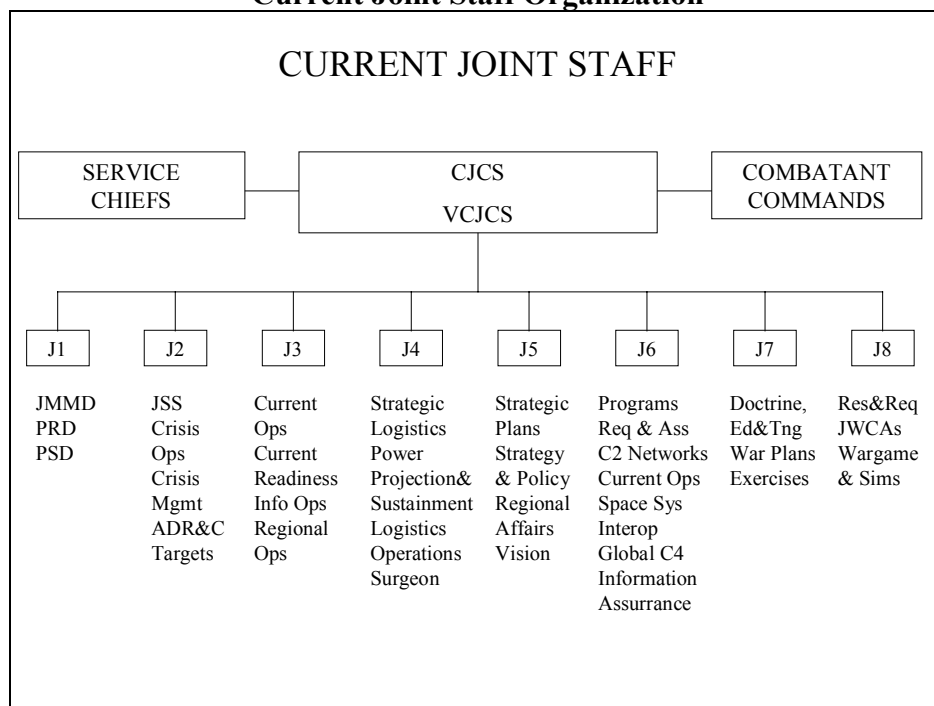 Current Joint Staff Organization
CURRENT JOINT STAFF
SERVICE
CHIEFS
CJCS
VCJCS
COMBATANT
COMMANDS
J1
J2
J3
J4
J5
J6
J7
J8
JMMD
PRD
PSD
JSS
Crisis
Ops
Crisis
Mgmt
ADR&C
Targets
Current
Ops
Current
Readiness
Info Ops
Regional
Ops
Strategic
Logistics
Power
Projection&
Sustainment
Logistics
Operations
Surgeon
Strategic
Plans
Strategy
& Policy
Regional
Affairs
Vision
Programs
Req & Ass
C2 Networks
Current Ops
Space Sys
Interop
Global C4
Information
Assurrance
Doctrine,
Ed&Tng
War Plans
Exercises
Res&Req
JWCAs
Wargame
& Sims